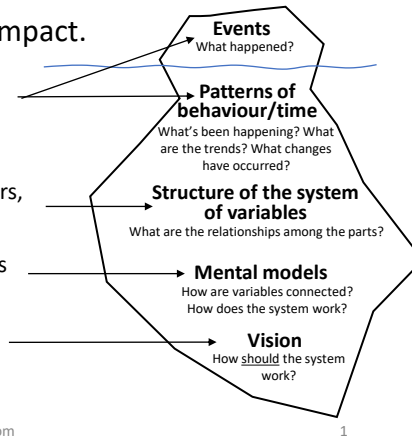 mpact.
Events
What happened?
Patterns of
behaviour/time
What's been happening? What
are the trends? What changes
have occurred?
rs,
Structure of the system
of variables
What are the relationships among the parts?
s
Mental models
How are variables connected?
How does the system work?
Vision
How should the system
work?
om
1